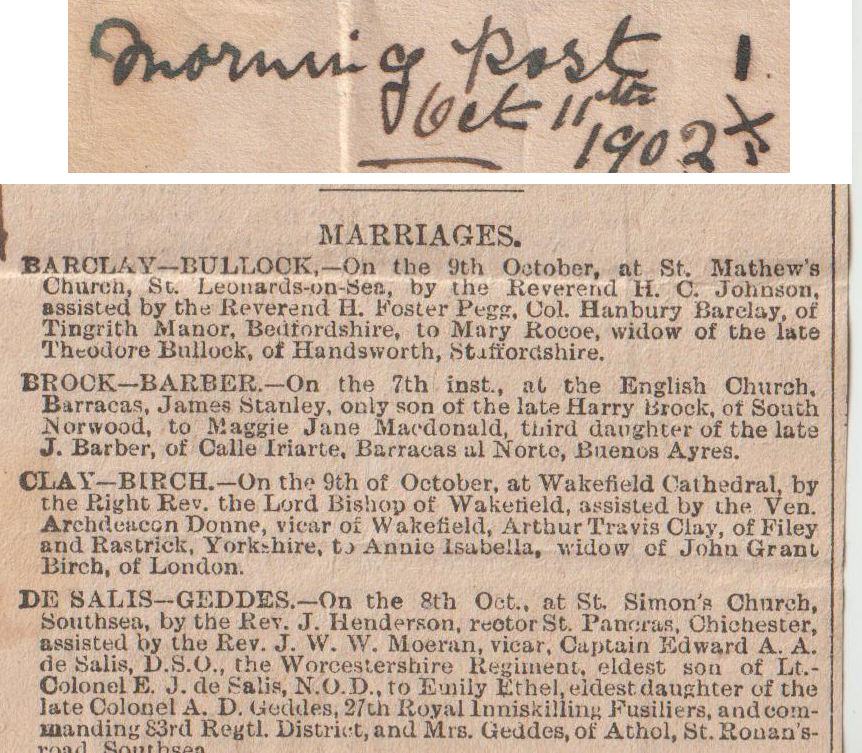 Morning Post 1
Oct 11th
1902
MARRIAGES.
BARCLAY—BULLOCK,—On the 9th October, at St. Mathew's
Church, St. Leonards-on-Sea, by the Reverend H. C. Johnson,
assisted by the Reverend H. Foster Pegg, Col. Hanbury Barclay, of
Tingrith Manor, Bedfordshire, to Mary Rocoe, widow of the late
Theodore Bullock, of Handsworth, Staffordshire.
BROCK—BARBER.—On the 7th inst., at the English Church,
Barracas, James Stanley, only son of the late Harry Brock, of South
Norwood, to Maggie Jane Macdonald, third daughter of the late
J. Barber, of Calle Iriarte, Barracas al Norte, Buenos Ayres.
CLAY—BIRCH.—On the 9th of October, at Wakefield Cathedral, by
the Right Rev. the Lord Bishop of Wakefield, assisted by the Ven.
Archdeacon Donne, vicar of Wakefield, Arthur Travis Clay, of Filey
and Rastrick, Yorkshire, to Annie Isabella, widow of John Grant
Birch, of London.
DE SALIS—GEDDES.—On the 8th Oct., at St. Simon's Church,
Southsea, by the Rev. J. Henderson, rector St. Pancras, Chichester,
assisted by the Rev. J. W. W. Moeran, vicar, Captain Edward A. A.
de Salis, D.S.O., the Worcestershire Regiment, eldest son of Lt.-
Colonel E. J. de Salis, N.O.D., to Emily Ethel, eldest daughter of the
late Colonel A. D. Geddes, 27th Royal Inniskilling Fusiliers, and com-
manding 83rd Regtl. District, and Mrs. Geddes, of Athol, St. Ronan's-
road, Southsea